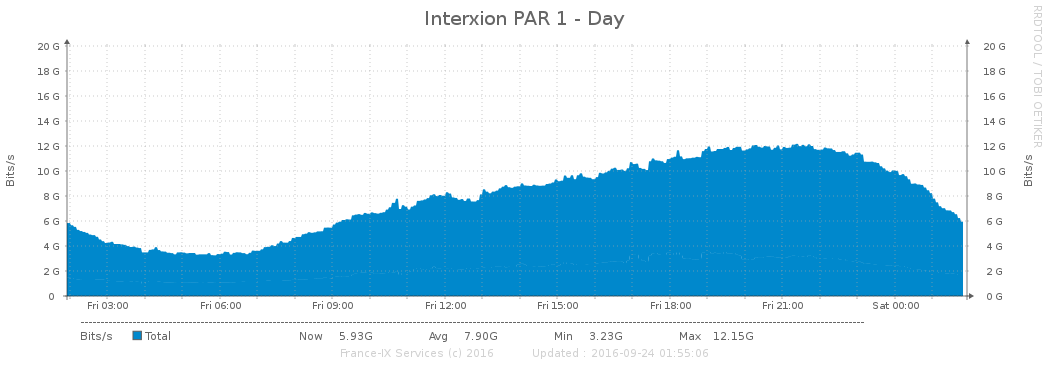 Interxion PAR 1 - Day
RRDTOOL / TOBI OETIKER
Bits/s
20 G
18 G
16 G
14 G
12 G
10 G
8 G
6 G
4 G
2 G
0
20 G
18 G
16 G
14 G
12 G
10 G
8 G
6 G
4 G
2 G
0 G
Bits/s
Fri 03:00 Fri 06:00 Fri 09:00 Fri 12:00 Fri 15:00 Fri 18:00 Fri 21:00 Sat 00:00
Bits/s Total Now 5.93G Avg 7.90G Min 3.23G Max 12.15G
France-IX Services (c) 2016 Updated : 2016-09-24 01:55:06